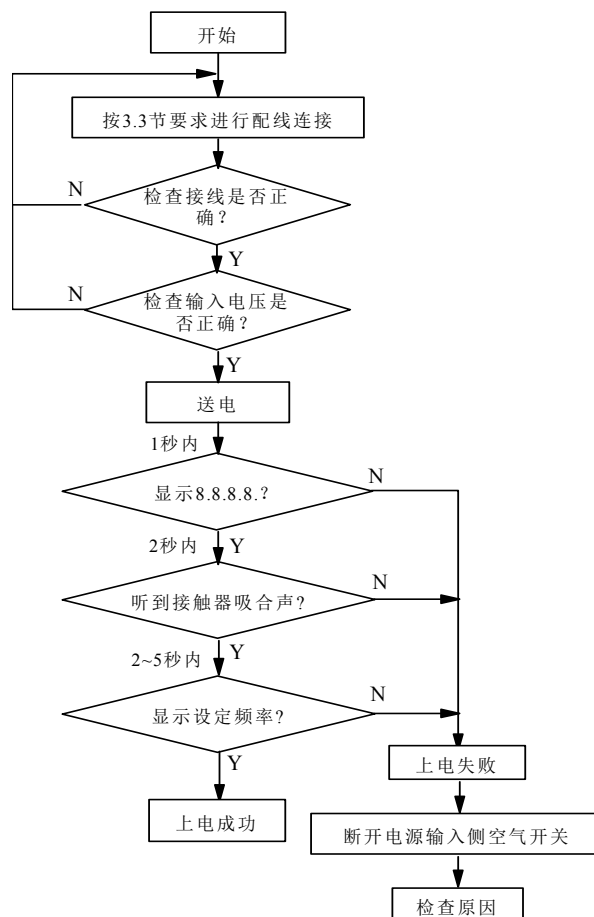 开始
按3.3节要求进行配线连接
N
检查接线是否正
确？
Y
N
检查输入电压是
否正确？
Y
送电
1秒内
显示8.8.8.8.？
N
2秒内
Y
听到接触器吸合声？
N
2~5秒内
Y
显示设定频率？
N
Y
上电失败
上电成功
断开电源输入侧空气开关
检查原因